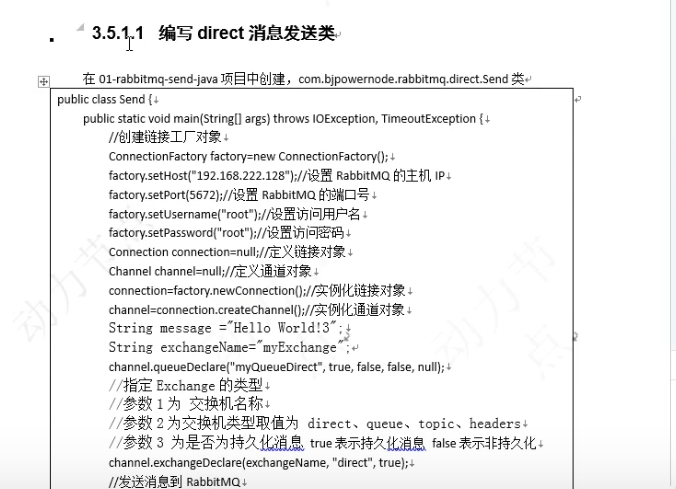 3.5.1.1 编写 direct 消息发送类
在 01-rabbitmq-send-java 项目中创建，com.bjpowernode.rabbitmq.direct.Send 类
public class Send {
public static void main(String[] args) throws IOException, TimeoutException {
//创建链接工厂对象
ConnectionFactory factory=new ConnectionFactory();
factory.setHost("192.168.222.128");//设置 RabbitMQ 的主机 IP
factory.setPort(5672);//设置 RabbitMQ 的端口号
factory.setUsername("root");//设置访问用户名
factory.setPassword("root");//设置访问密码
Connection connection=null;//定义链接对象
Channel channel=null;//定义通道对象
connection=factory.newConnection();//实例化链接对象
channel=connection.createChannel();//实例化通道对象
String message ="Hello World!3";
String exchangeName="myExchange";
channel.queueDeclare("myQueueDirect", true, false, false, null);
//指定 Exchange 的类型
//参数 1 为 交换机名称
//参数 2 为交换机类型取值为 direct、queue、topic、headers
//参数 3 为是否为持久化消息 true 表示持久化消息 false 表示非持久化
channel.exchangeDeclare(exchangeName, "direct", true);
//发送消息到 RabbitMQ
动力节
动力节点